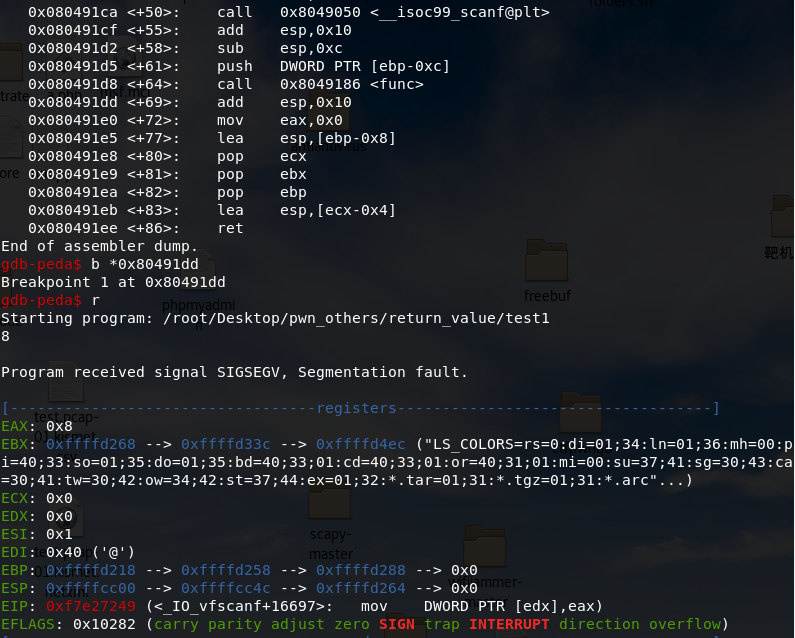 folders.sh
0x080491ca <+50>: call 0x8049050 <__isoc99_scanf@plt>
0x080491cf <+55>: add esp,0x10
0x080491d2 <+58>: sub esp,0xc
0x080491d5 <+61>: push DWORD PTR [ebp-0xc]
0x080491d8 <+64>: call 0x8049186 <func>
0x080491dd <+69>: add esp,0x10
0x080491e0 <+72>: mov eax,0x0
0x080491e5 <+77>: lea esp,[ebp-0x8]
0x080491e8 <+80>: pop ecx
0x080491e9 <+81>: pop ebx
0x080491ea <+82>: pop ebp
0x080491eb <+83>: lea esp,[ecx-0x4]
0x080491ee <+86>: ret
End of assembler dump.
gdb-peda$ b *0x80491dd
Breakpoint 1 at 0x80491dd
gdb-peda$ r
Starting program: /root/Desktop/pwn_others/return_value/test1
8
Program received signal SIGSEGV, Segmentation fault.
[----------------------------------registers-----------------------------------]
EAX: 0x8
EBX: 0xffffd268 --> 0xffffd33c --> 0xffffd4ec ("LS_COLORS=rs=0:di=01;34:ln=01;36:mh=00:p
i=40;33:so=01;35:do=01;35:bd=40;33;01:cd=40;33;01:or=40;31;01:mi=00:su=37;41:sg=30;43:ca
=30;41:tw=30;42:ow=34;42:st=37;44:ex=01;32:*.tar=01;31:*.tgz=01;31:*.arc"...)
ECX: 0x0
EDX: 0x0
ESI: 0x1
EDI: 0x40 ('@')
EBP: 0xffffd218 --> 0xffffd258 --> 0xffffd288 --> 0x0
ESP: 0xffffcc00 --> 0xffffcc4c --> 0xffffd264 --> 0x0
EIP: 0xf7e27249 (<_IO_vfscanf+16697>: mov DWORD PTR [edx],eax)
EFLAGS: 0x10282 (carry parity adjust zero SIGN trap INTERRUPT direction overflow)
靶机
freebuf
phpmyadmi
n
scapy-
master